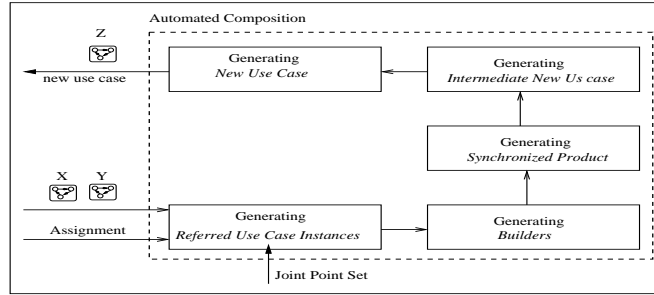 Automated Composition
Z
new use case
Generating
New Use Case
Generating
Intermediate New Us case
Generating
Synchronized Product
X Y
Assignment
Generating
Referred Use Case Instances
Generating
Builders
Joint Point Set